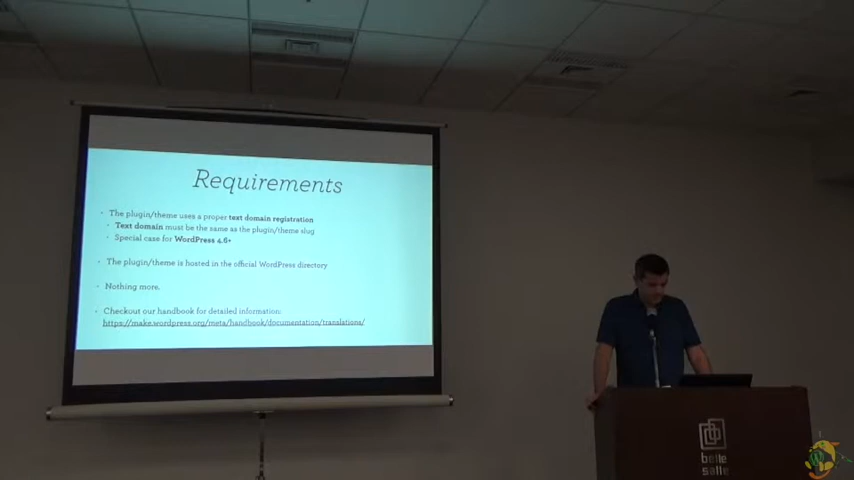 Requirements
• The plugin/theme uses a proper text domain registration
• Text domain must be the same as the plugin/theme slug
• Special case for WordPress 4.6+
• The plugin/theme is hosted in the official WordPress directory
• Nothing more.
• Checkout our handbook for detailed information:
https://make.wordpress.org/meta/handbook/documentation/translations/
belle
salle